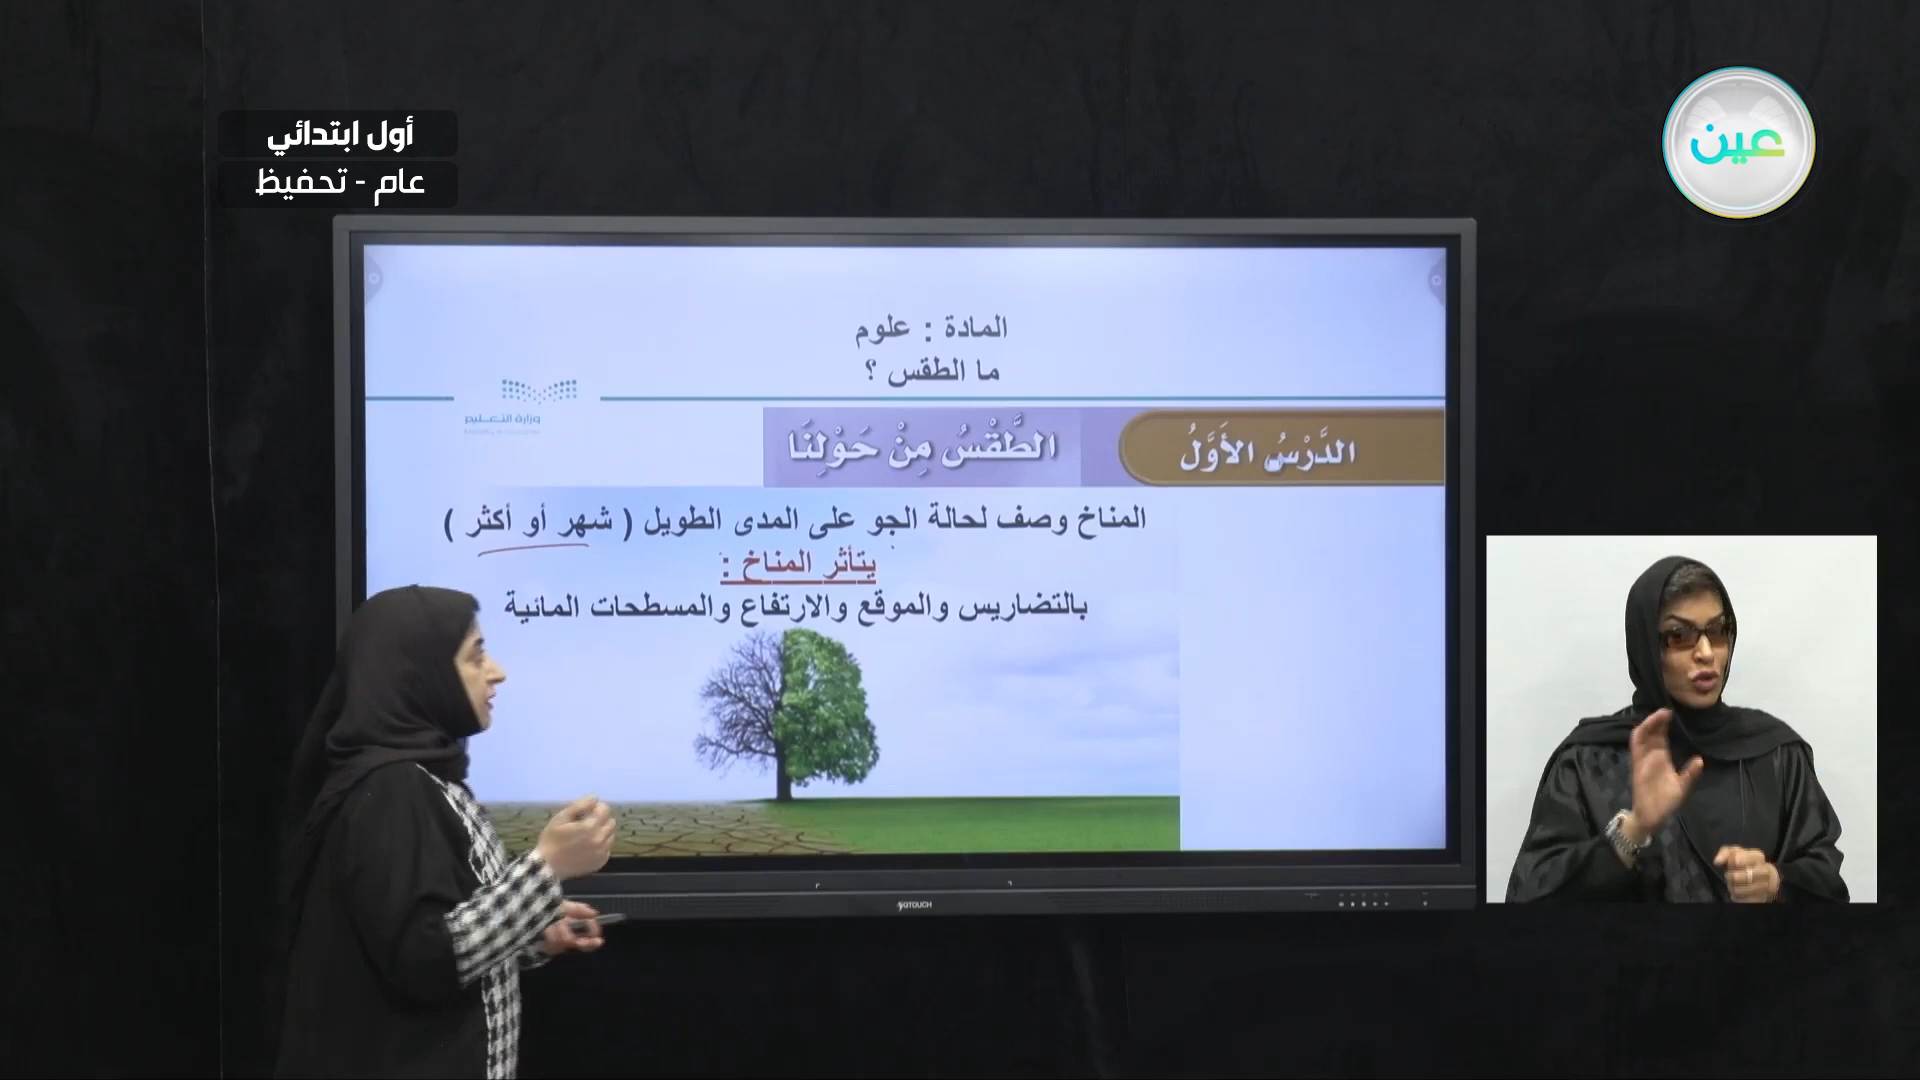 أول ابتدائي
عام - تحفيظ
عين
المادة : علوم
ما الطقس ؟
وزارة التعليم
الدَّرْسُ الأَوَّلُ
الطَّقْسُ مِنْ حَوْلِنَا
المناخ وصف لحالة الجو على المدى الطويل ( شهر أو أكثر )
يتأثر المناخ :
بالتضاريس والموقع والارتفاع والمسطحات المائية